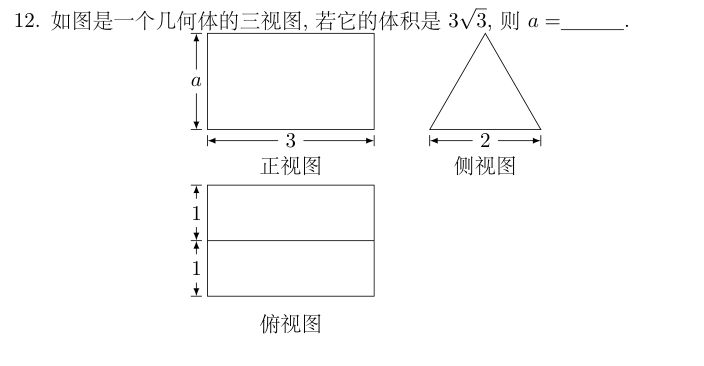 12. 如图是一个几何体的三视图, 若它的体积是 3√3, 则 a =______.
a
3
2
正视图
侧视图
1
1
俯视图